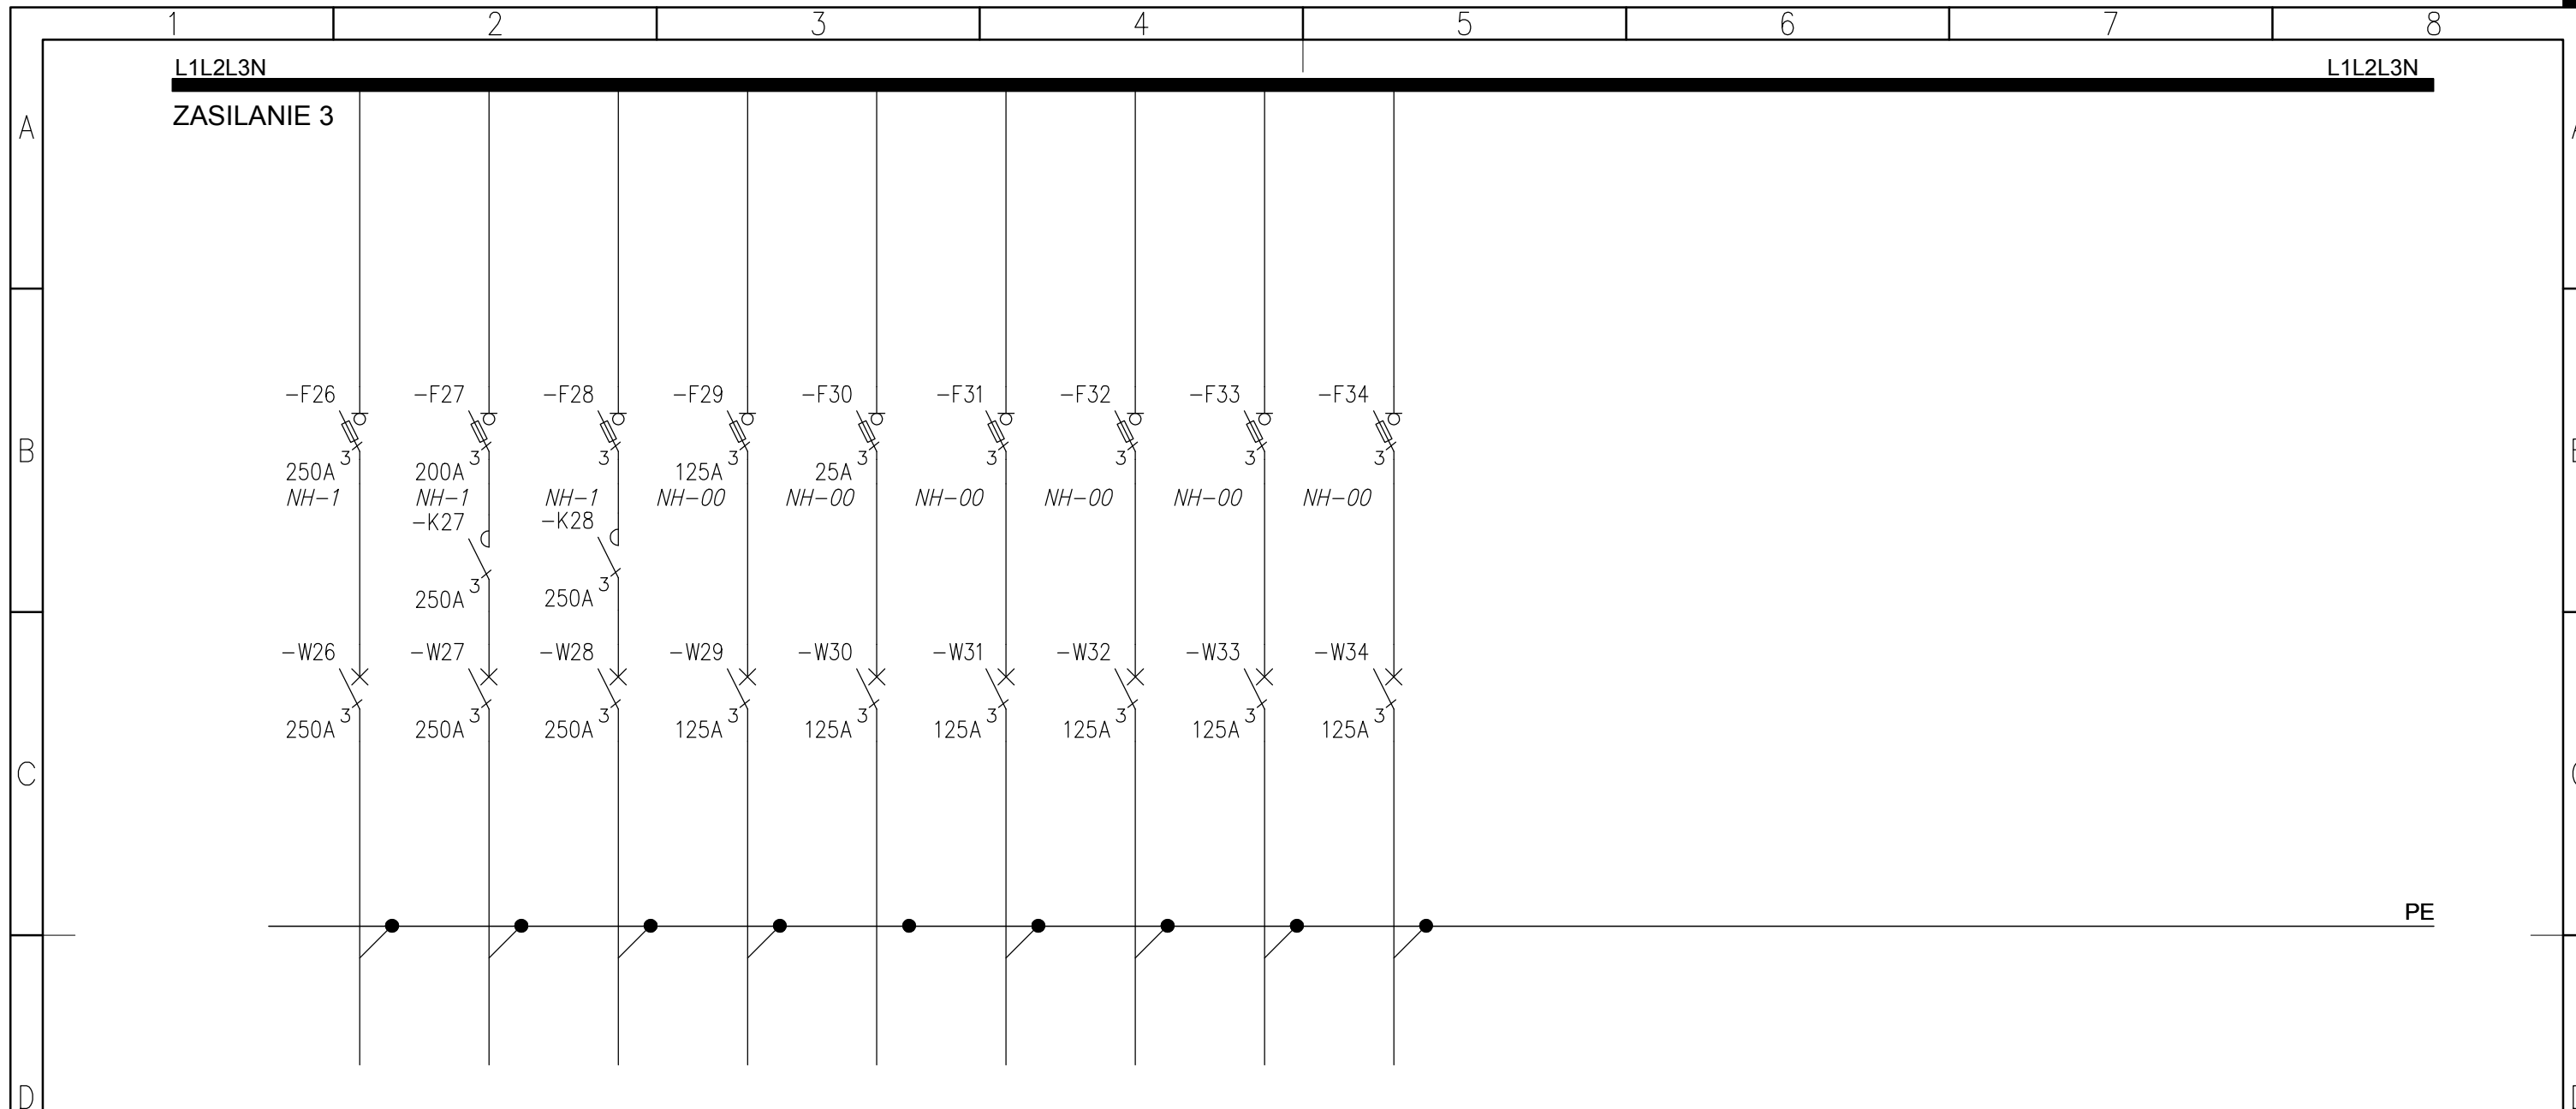 1 2 3 4 5 6 7 8
L1L2L3N L1L2L3N
ZASILANIE 3
A
-F26 -F27 -F28 -F29 -F30 -F31 -F32 -F33 -F34
B
3 3 3 3 3 3 3 3 3
250A 200A 125A 25A
NH-1 NH-1 NH-1 NH-00 NH-00 NH-00 NH-00 NH-00 NH-00
-K27 -K28
3 3
250A 250A
-W26 -W27 -W28 -W29 -W30 -W31 -W32 -W33 -W34
3 3 3 3 3 3 3 3 3
250A 250A 250A 125A 125A 125A 125A 125A 125A
C
PE
D